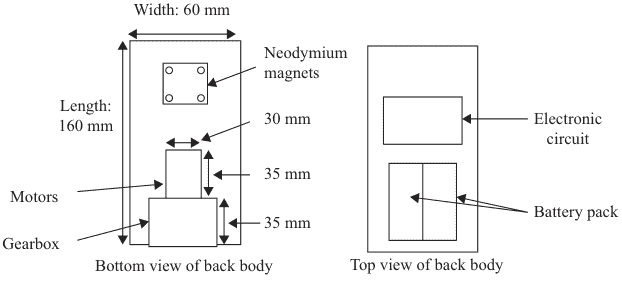 Width: 60 mm
Neodymium
magnets
Length:
160 mm
30 mm
35 mm
Motors
35 mm
Gearbox
Bottom view of back body
Electronic
circuit
Battery pack
Top view of back body